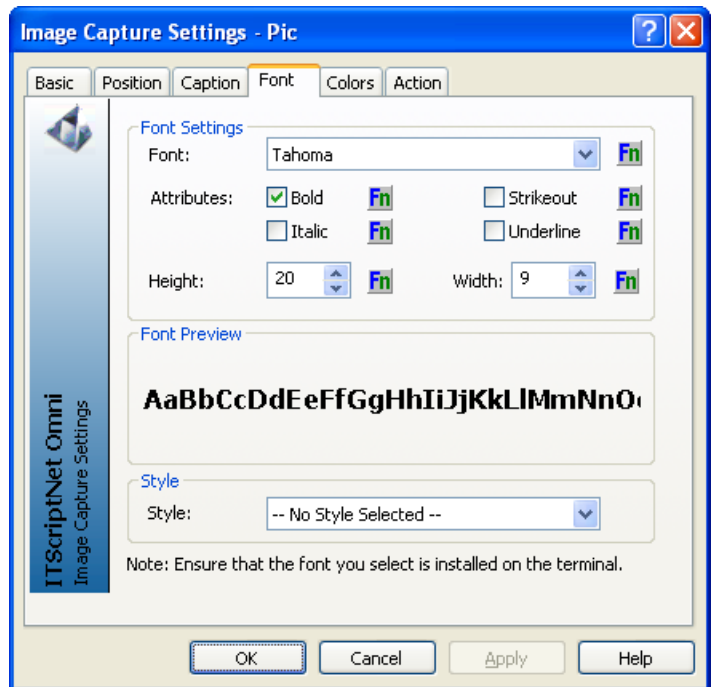 Image Capture Settings - Pic
Basic Position Caption Font Colors Action
Font Settings
Font: Tahoma Fn
Attributes: Bold Fn Strikeout Fn
Italic Fn Underline Fn
Height: 20 Fn Width: 9 Fn
Font Preview
AaBbCcDdEeFfGgHhIiJjKkLlMmNnO
Style
Style: -- No Style Selected --
Note: Ensure that the font you select is installed on the terminal.
ITScriptNet Omni
Image Capture Settings
OK Cancel Apply Help